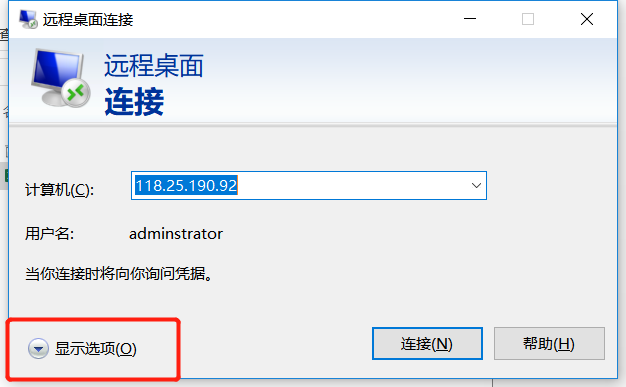 远程桌面连接
远程桌面
连接
计算机(C):
118.25.190.92
用户名:
adminstrator
当你连接时将向你询问凭据。
显示选项(O)
连接(N)
帮助(H)